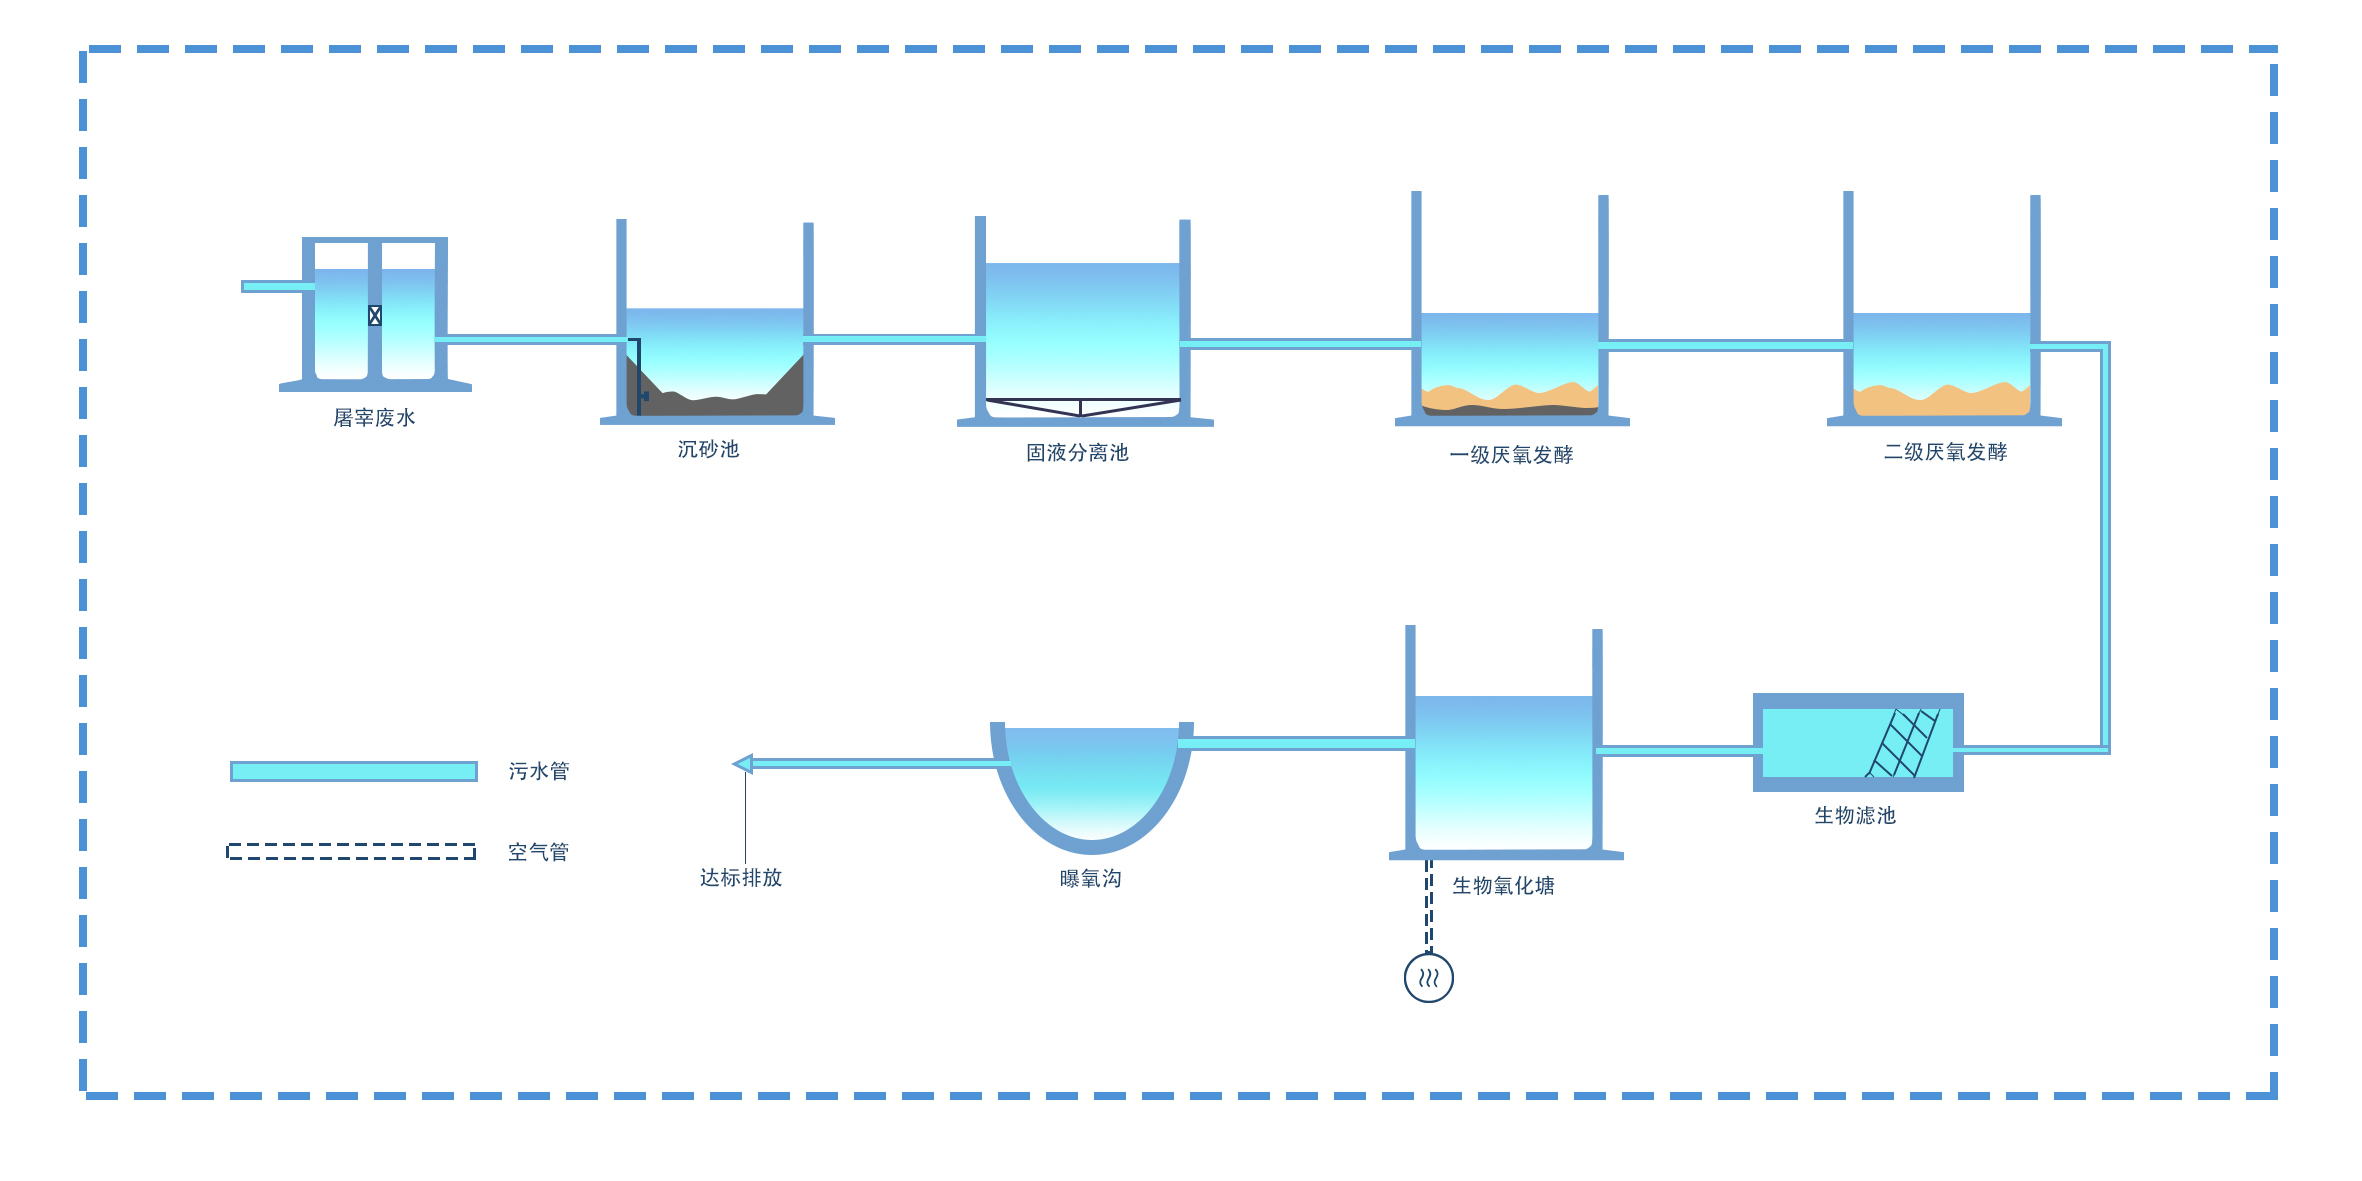 屠宰废水
沉砂池
固液分离池
一级厌氧发酵
二级厌氧发酵
污水管
空气管
达标排放
曝氧沟
生物氧化塘
生物滤池